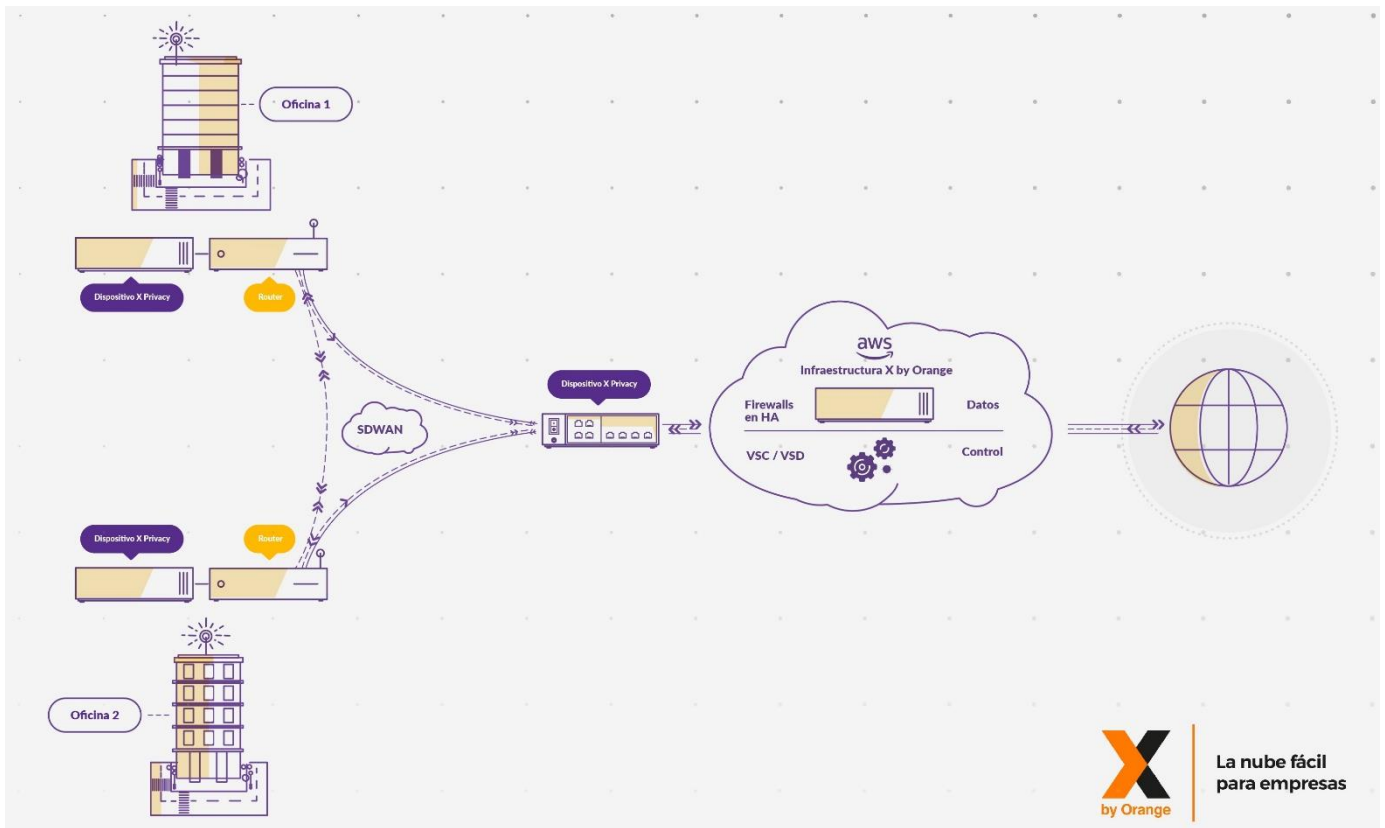 Oficina 1
Dispositivo X Privacy
Router
SDWAN
Dispositivo X Privacy
aws
Infraestructura X by Orange
Firewalls
en HA
Datos
VSC / VSD
Control
Dispositivo X Privacy
Router
Oficina 2
X
by Orange
La nube fácil
para empresas